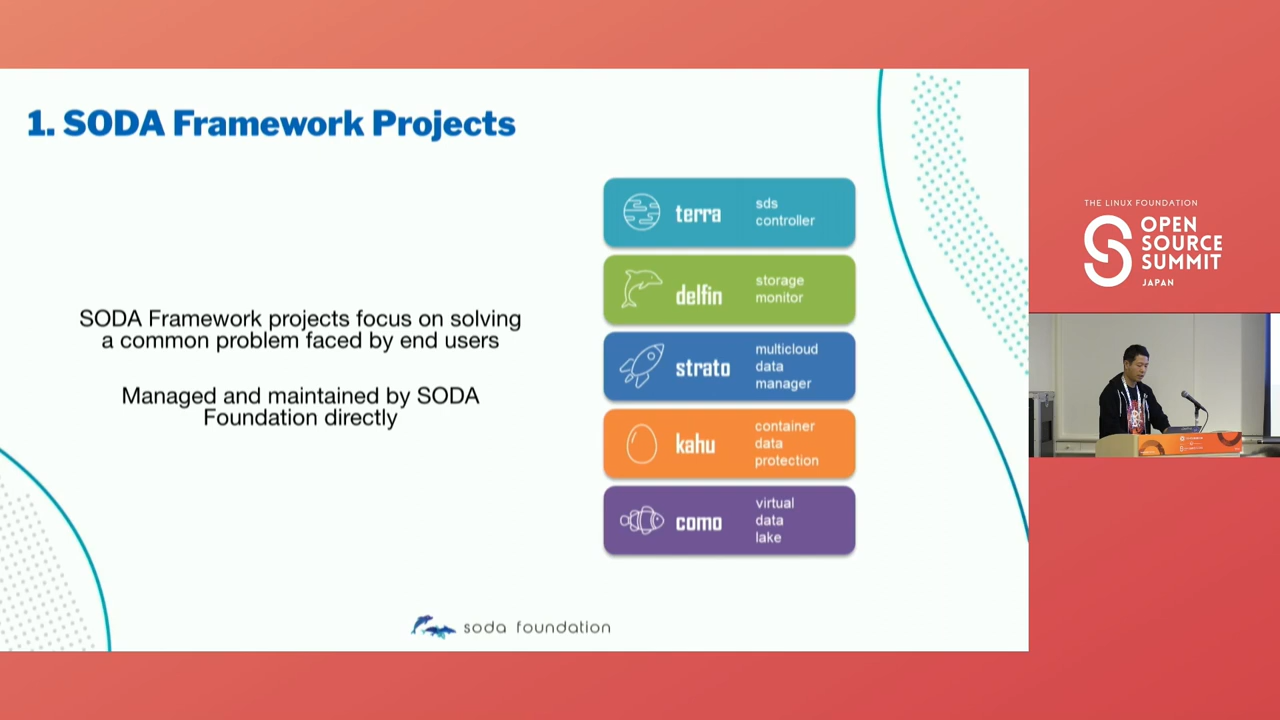 1. SODA Framework Projects
SODA Framework projects focus on solving
a common problem faced by end users
Managed and maintained by SODA
Foundation directly
terra
sds
controller
delfin
storage
monitor
strato
multicloud
data
manager
kahu
container
data
protection
como
virtual
data
lake
soda foundation
THE LINUX FOUNDATION
OPEN
SOURCE
SUMMIT
JAPAN